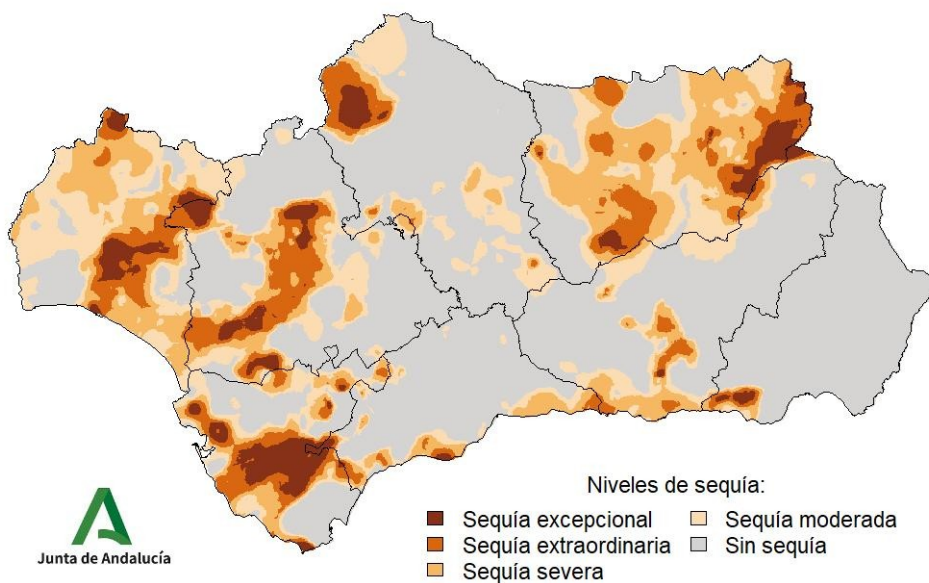 Niveles de sequía:
Sequía excepcional
Sequía moderada
Sequía extraordinaria
Sin sequía
Sequía severa
Junta de Andalucía